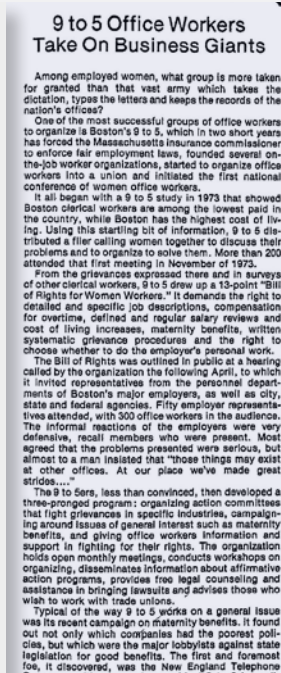 9 to 5 Office Workers
Take On Business Giants
Among employed women, what group is more taken
for granted than that vast army which takes the
dictation, types the letters and keeps the records of the
nation's offices?
One of the most successful groups of office workers
to organize is Boston's 9 to 5, which in two short years
has forced the Massachusetts insurance commissioner
to enforce fair employment laws, founded several on-
the-job worker organizations, started to organize office
workers into a union and initiated the first national
conference of women office workers.
It all began with a 9 to 5 study in 1973 that showed
Boston clerical workers are among the lowest paid in
the country, while Boston has the highest cost of liv-
ing. Using this startling bit of information, 9 to 5 dis-
tributed a flier calling women together to discuss their
problems and to organize to solve them. More than 200
attended that first meeting in November of 1973.
From the grievances expressed there and in surveys
of other clerical workers, 9 to 5 drew up a 13-point "Bill
of Rights for Women Workers." It demands the right to
detailed and specific job descriptions, compensation
for overtime, defined and regular salary reviews and
cost of living increases, maternity benefits, written
systematic grievance procedures and the right to
choose whether to do the employer's personal work.
The Bill of Rights was outlined in public at a hearing
called by the organization the following April, to which
it invited representatives from the personnel depart-
ments of Boston's major employers, as well as city,
state and federal agencies. Fifty employer representa-
tives attended, with 300 office workers in the audience.
The informal reactions of the employers were very
defensive, recall members who were present. Most
agreed that the problems presented were serious, but
almost to a man insisted that "those things may exist
at other offices. At our place we've made great
strides...."
The 9 to 5ers, less than convinced, then developed a
three-pronged program: organizing action committees
that fight grievances in specific industries, campaign-
ing around issues of general interest such as maternity
benefits, and giving office workers information and
support in fighting for their rights. The organization
holds open monthly meetings, conducts workshops on
organizing, disseminates information about affirmative
action programs, provides free legal counseling and
assistance in bringing lawsuits and advises those who
wish to work with trade unions.
Typical of the way 9 to 5 works on a general issue
was its recent campaign on maternity benefits. It found
out not only which companies had the poorest poli-
cies, but which were the major lobbyists against state
legislation for good benefits. The first and foremost
foe, it discovered, was the New England Telephone